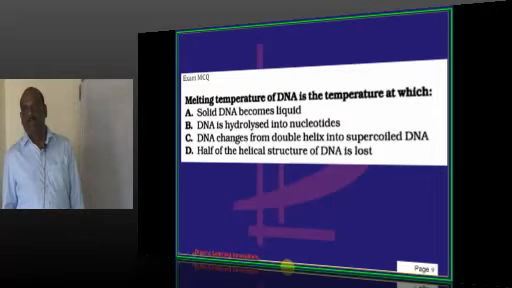 Exam MCQ
Melting temperature of DNA is the temperature at which:
A. Solid DNA becomes liquid
B. DNA is hydrolysed into nucleotides
C. DNA changes from double helix into supercoiled DNA
D. Half of the helical structure of DNA is lost
Page 9